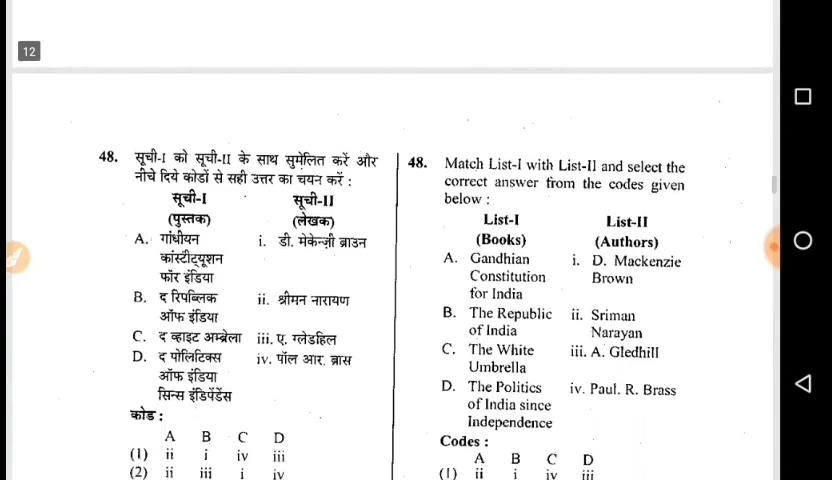 12
48. सूची-I को सूची-II के साथ सुमेलित करें और
नीचे दिये कोडों से सही उत्तर का चयन करें :
सूची-I सूची-II
(पुस्तक) (लेखक)
A. गांधीयन i. डी. मेकेन्ज़ी ब्राउन
कांस्टीट्यूशन
फॉर इंडिया
B. द रिपब्लिक ii. श्रीमन नारायण
ऑफ इंडिया
C. द व्हाइट अम्ब्रेला iii. ए. ग्लेडहिल
D. द पोलिटिक्स iv. पॉल आर. ब्रास
ऑफ इंडिया
सिन्स इंडिपेंडेंस
कोड :
A B C D
(1) ii i iv iii
(2) ii iii i iv
48. Match List-I with List-II and select the
correct answer from the codes given
below :
List-I List-II
(Books) (Authors)
A. Gandhian i. D. Mackenzie
Constitution Brown
for India
B. The Republic ii. Sriman
of India Narayan
C. The White iii. A. Gledhill
Umbrella
D. The Politics iv. Paul. R. Brass
of India since
Independence
Codes :
A B C D
(1) ii i iv iii